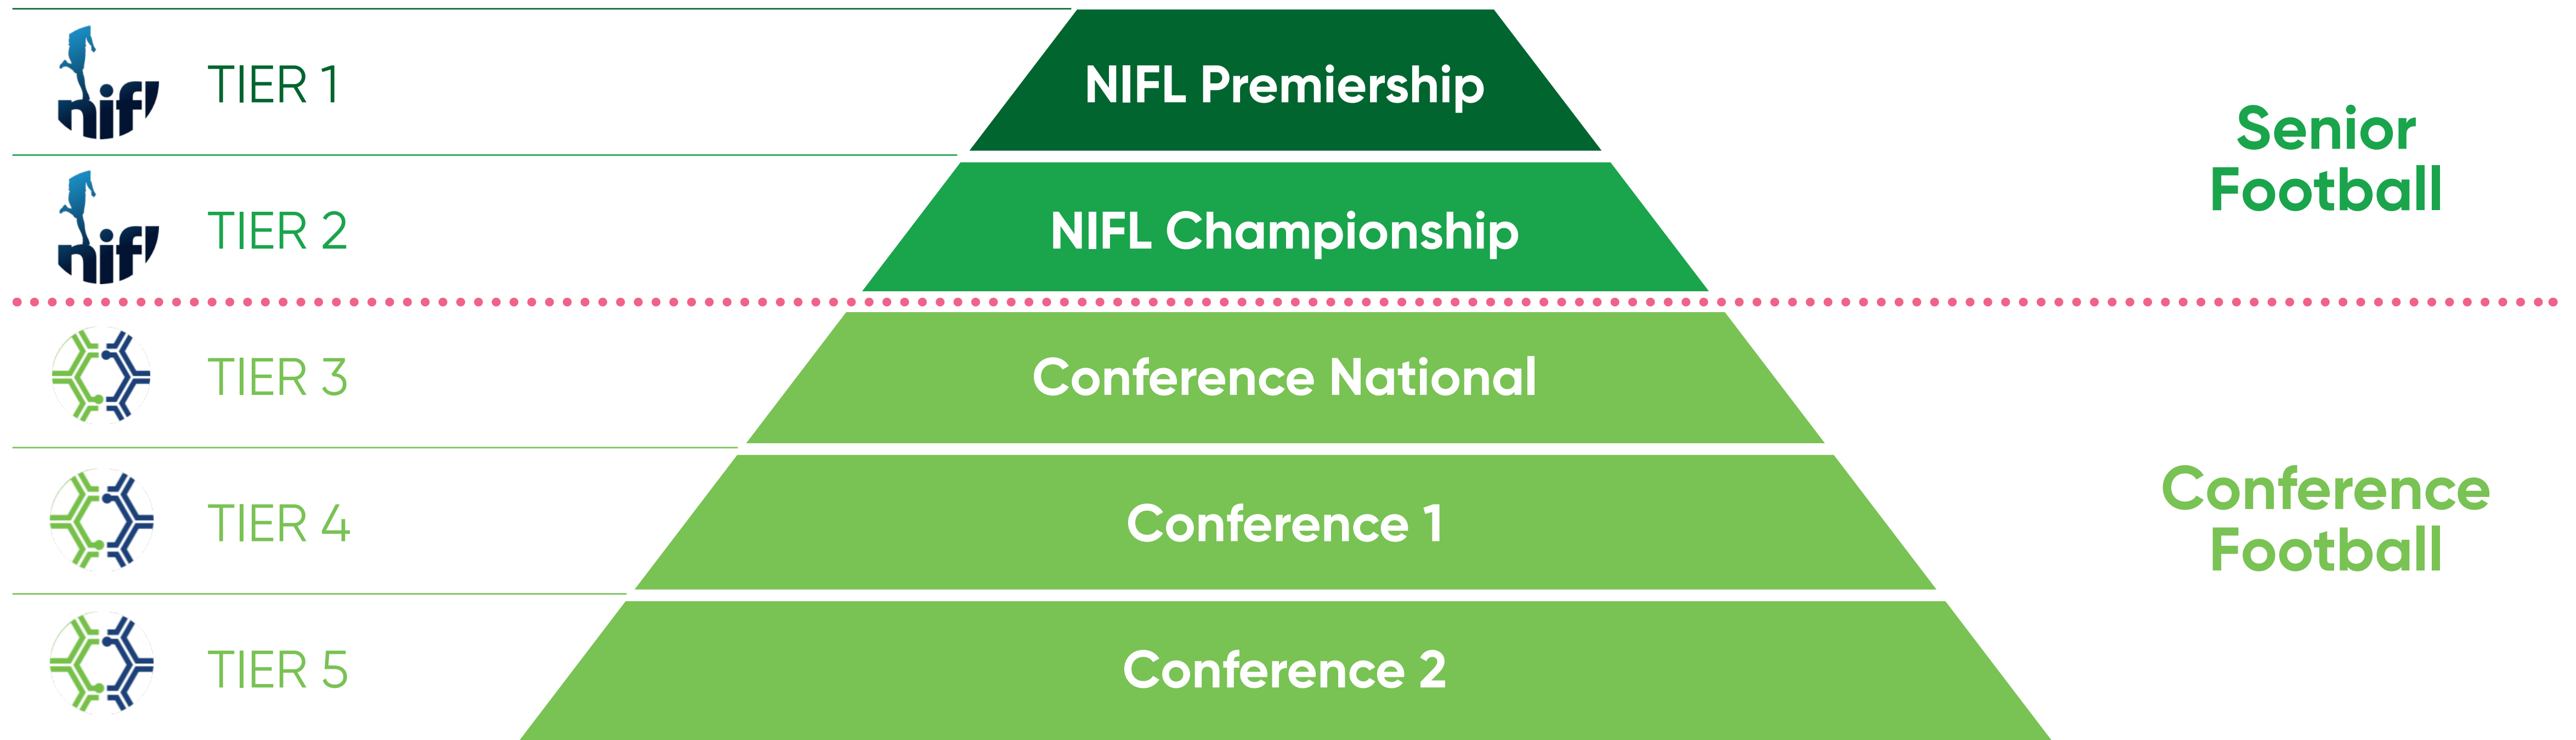 nifl
TIER 1
NIFL Premiership
Senior
Football
nifl
TIER 2
NIFL Championship
TIER 3
Conference National
TIER 4
Conference 1
Conference
Football
TIER 5
Conference 2